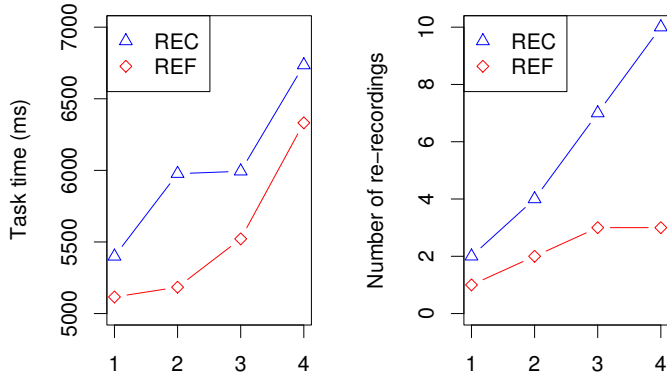 Task time (ms)
7000
6500
6000
5500
5000
REC
REF
1 2 3 4
Number of re−recordings
10
8
6
4
2
0
REC
REF
1 2 3 4